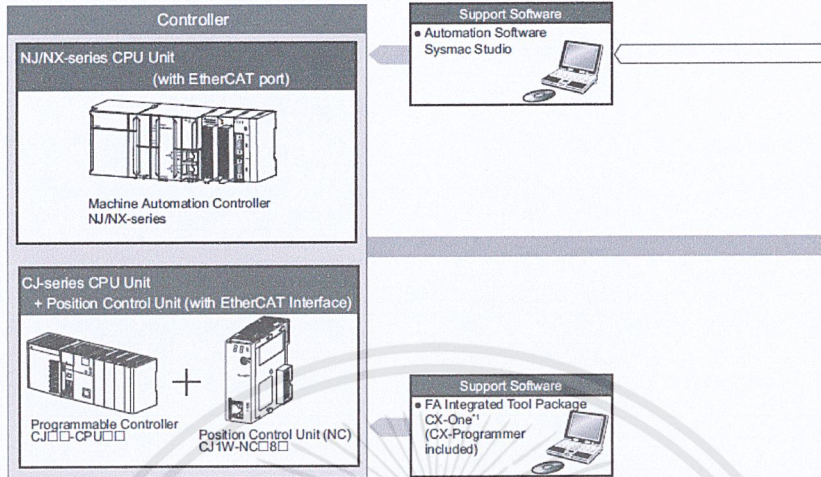 Controller
NJ/NX-series CPU Unit
(with EtherCAT port)
Machine Automation Controller
NJ/NX-series
CJ-series CPU Unit
+ Position Control Unit (with EtherCAT Interface)
+
Programmable Controller
CJ□□-CPU□□
Position Control Unit (NC)
CJ1W-NC□8□
Support Software
• Automation Software
Sysmac Studio
Support Software
• FA Integrated Tool Package
CX-One*1
(CX-Programmer
included)